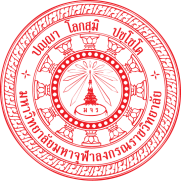 ปญฺญา โลกสฺมิ ปชฺโชโต
มจร
มหาวิทยาลัยมหาจุฬาลงกรณราชวิทยาลัย